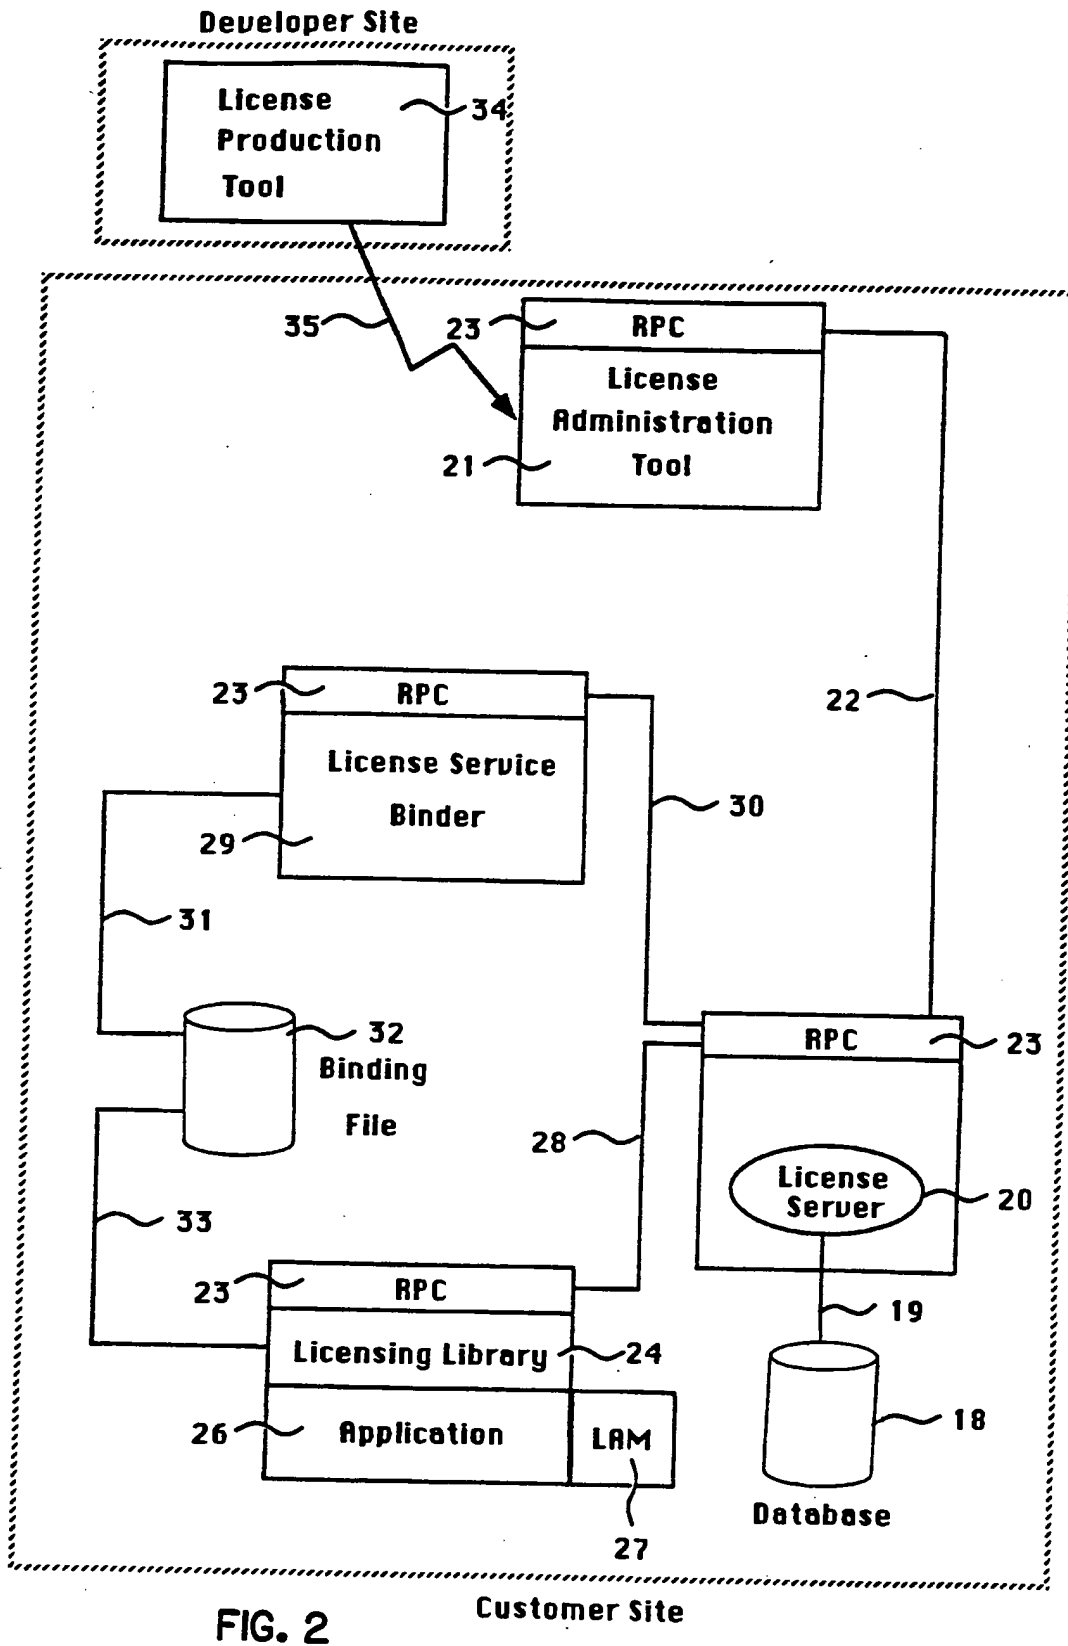 Developer Site
License
Production
Tool
34
35
23
RPC
License
Administration
Tool
21
22
23
RPC
License Service
Binder
29
30
31
32
Binding
File
RPC
23
28
License
Server
20
33
23
RPC
Licensing Library
24
19
26
Application
LAM
27
18
Database
Customer Site
FIG. 2